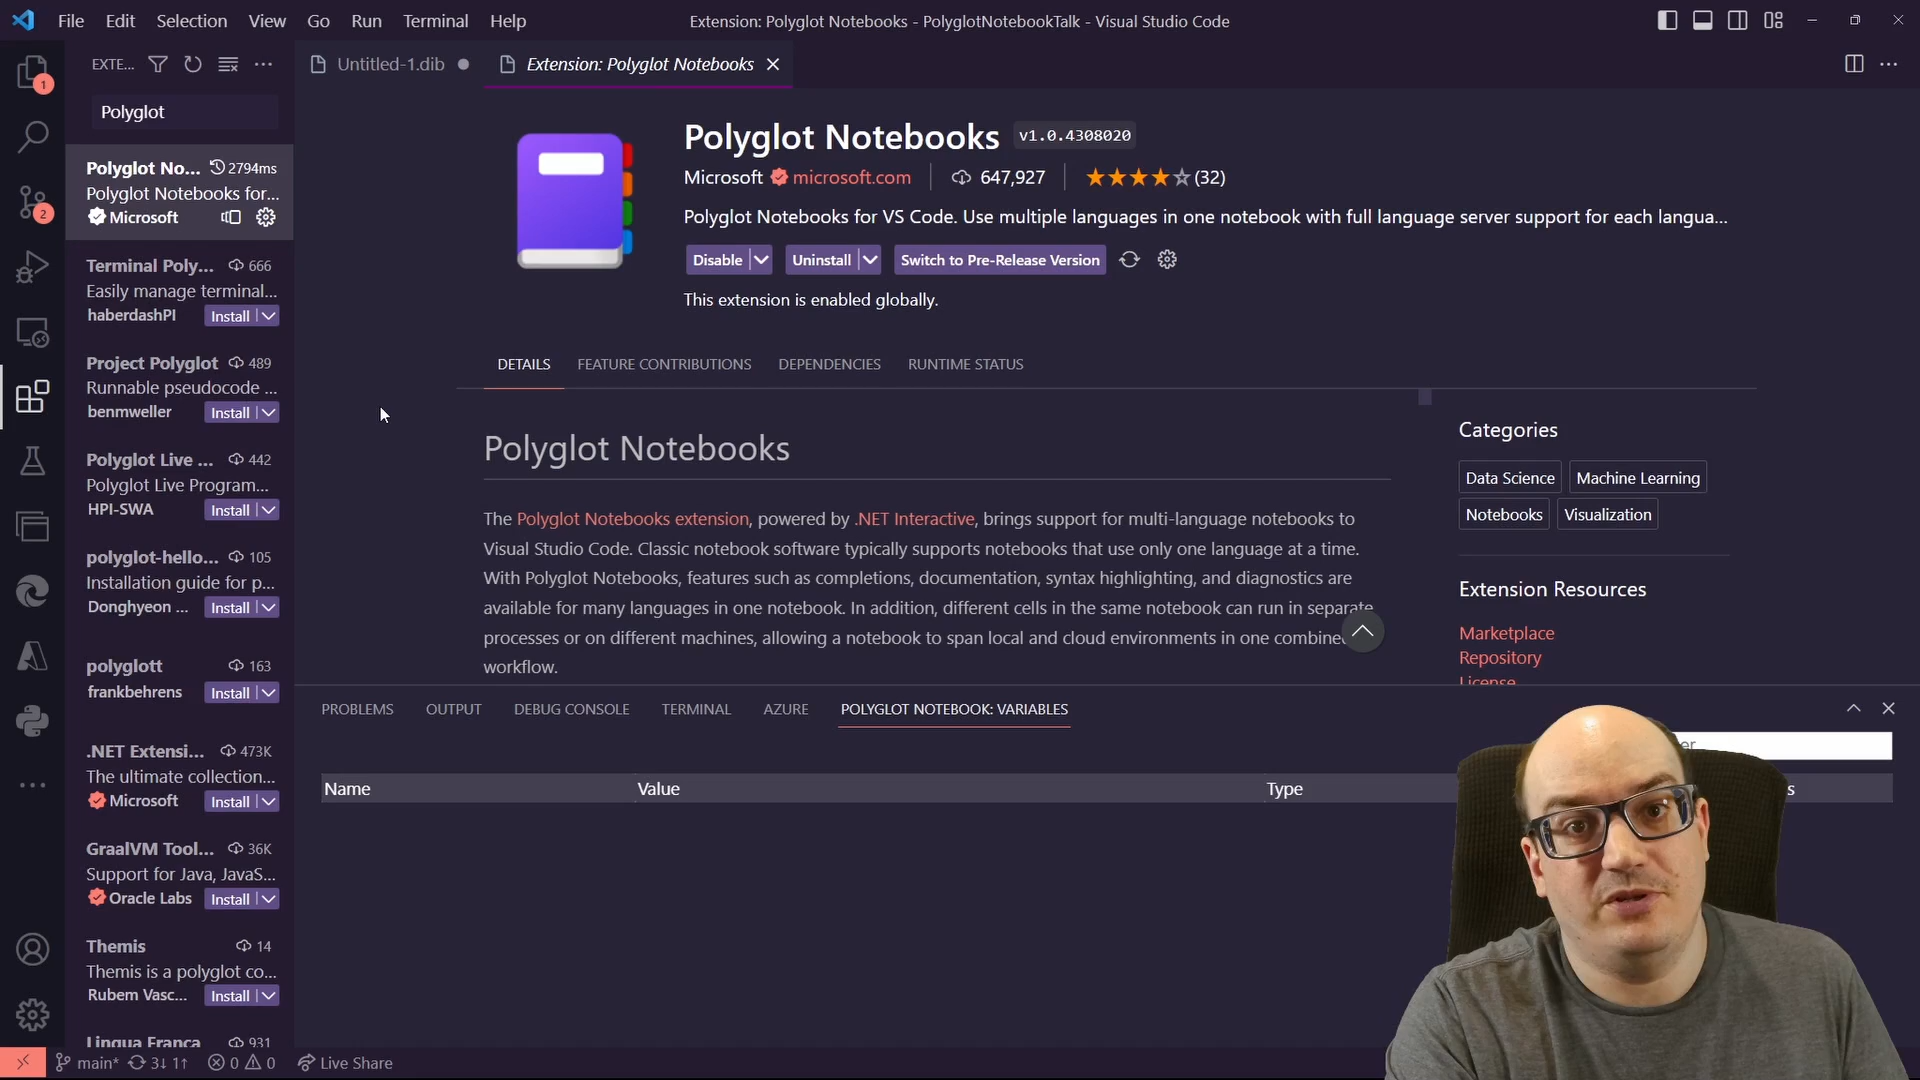 File Edit Selection View Go Run Terminal Help
Extension: Polyglot Notebooks - PolyglotNotebookTalk - Visual Studio Code
EXTE...
Untitled-1.dib
Extension: Polyglot Notebooks
1
2
Polyglot
Polyglot No... 2794ms
Polyglot Notebooks for...
Microsoft
Terminal Poly... 666
Easily manage terminal...
haberdashPI Install
Project Polyglot 489
Runnable pseudocode ...
benmweller Install
Polyglot Live ... 442
Polyglot Live Program...
HPI-SWA Install
polyglot-hello... 105
Installation guide for p...
Donghyeon ... Install
polyglott 163
frankbehrens Install
.NET Extensi... 473K
The ultimate collection...
Microsoft Install
GraalVM Tool... 36K
Support for Java, JavaS...
Oracle Labs Install
Themis 14
Themis is a polyglot co...
Rubem Vasc... Install
Lingua Franca 931
Polyglot Notebooks v1.0.4308020
Microsoft microsoft.com 647,927 (32)
Polyglot Notebooks for VS Code. Use multiple languages in one notebook with full language server support for each langua...
Disable Uninstall Switch to Pre-Release Version
This extension is enabled globally.
DETAILS FEATURE CONTRIBUTIONS DEPENDENCIES RUNTIME STATUS
Polyglot Notebooks
The Polyglot Notebooks extension, powered by .NET Interactive, brings support for multi-language notebooks to
Visual Studio Code. Classic notebook software typically supports notebooks that use only one language at a time.
With Polyglot Notebooks, features such as completions, documentation, syntax highlighting, and diagnostics are
available for many languages in one notebook. In addition, different cells in the same notebook can run in separate
processes or on different machines, allowing a notebook to span local and cloud environments in one combine
workflow.
Categories
Data Science Machine Learning
Notebooks Visualization
Extension Resources
Marketplace
Repository
License
PROBLEMS OUTPUT DEBUG CONSOLE TERMINAL AZURE POLYGLOT NOTEBOOK: VARIABLES
Name Value Type
main* 3↓ 1↑ 0 0 Live Share